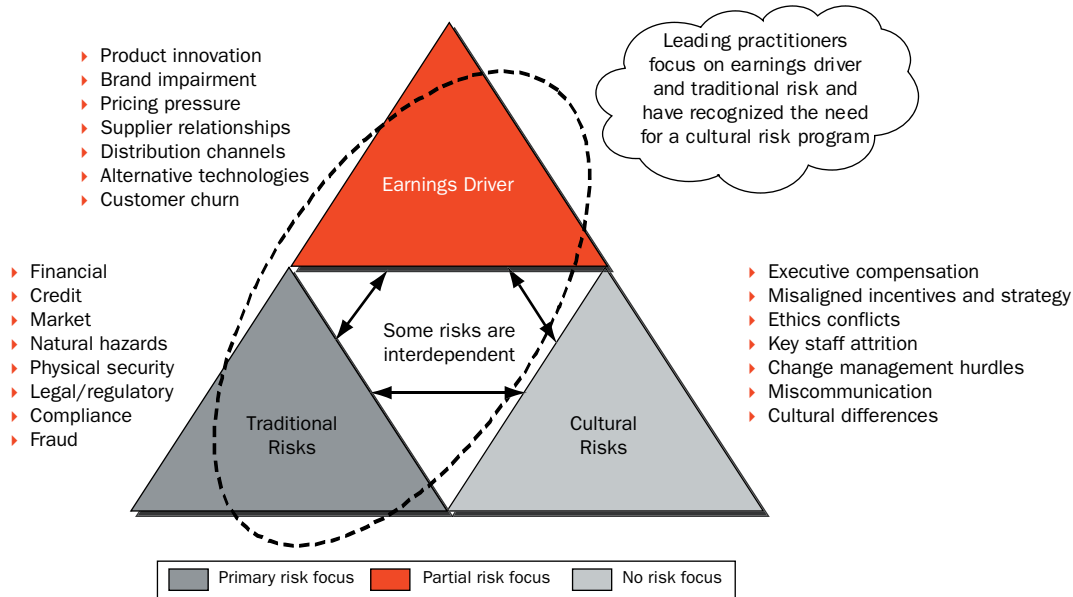 Product innovation
Brand impairment
Pricing pressure
Supplier relationships
Distribution channels
Alternative technologies
Customer churn
Leading practitioners
focus on earnings driver
and traditional risk and
have recognized the need
for a cultural risk program
Earnings Driver
Financial
Credit
Market
Natural hazards
Physical security
Legal/regulatory
Compliance
Fraud
Some risks are
interdependent
Executive compensation
Misaligned incentives and strategy
Ethics conflicts
Key staff attrition
Change management hurdles
Miscommunication
Cultural differences
Traditional
Risks
Cultural
Risks
Primary risk focus
Partial risk focus
No risk focus